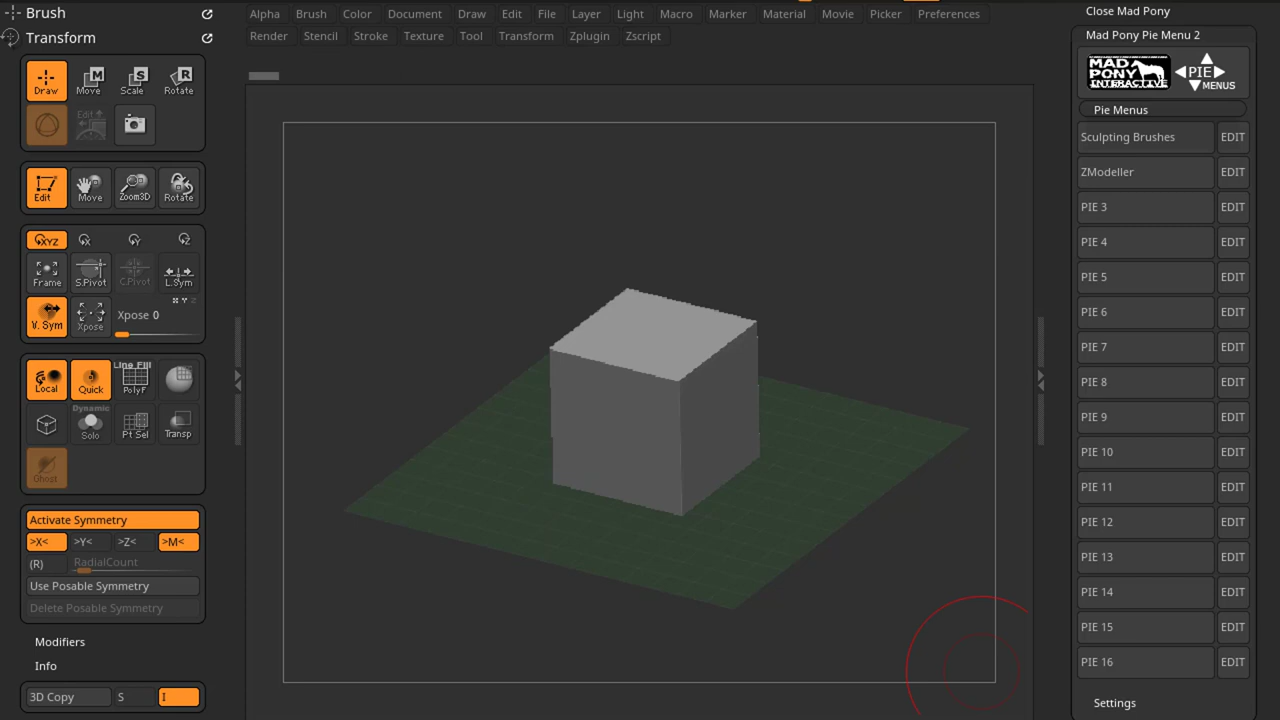 Brush
Transform
Draw
Move
Scale
Rotate
Edit
Edit
Move
Zoom3D
Rotate
XYZ
X
Y
Z
Frame
S.Pivot
C.Pivot
L.Sym
V. Sym
Xpose
Xpose 0
Local
Quick
Line Fill
PolyF
Dynamic
Solo
Pt Sel
Transp
Ghost
Activate Symmetry
>X<
>Y<
>Z<
>M<
(R)
RadialCount
Use Posable Symmetry
Delete Posable Symmetry
Modifiers
Info
3D Copy
S
I
Alpha Brush Color Document Draw Edit File Layer Light Macro Marker Material Movie Picker Preferences
Render Stencil Stroke Texture Tool Transform Zplugin Zscript
Close Mad Pony
Mad Pony Pie Menu 2
MAD
PONY
INTERACTIVE
PIE
MENUS
Pie Menus
Sculpting Brushes EDIT
ZModeller EDIT
PIE 3 EDIT
PIE 4 EDIT
PIE 5 EDIT
PIE 6 EDIT
PIE 7 EDIT
PIE 8 EDIT
PIE 9 EDIT
PIE 10 EDIT
PIE 11 EDIT
PIE 12 EDIT
PIE 13 EDIT
PIE 14 EDIT
PIE 15 EDIT
PIE 16 EDIT
Settings